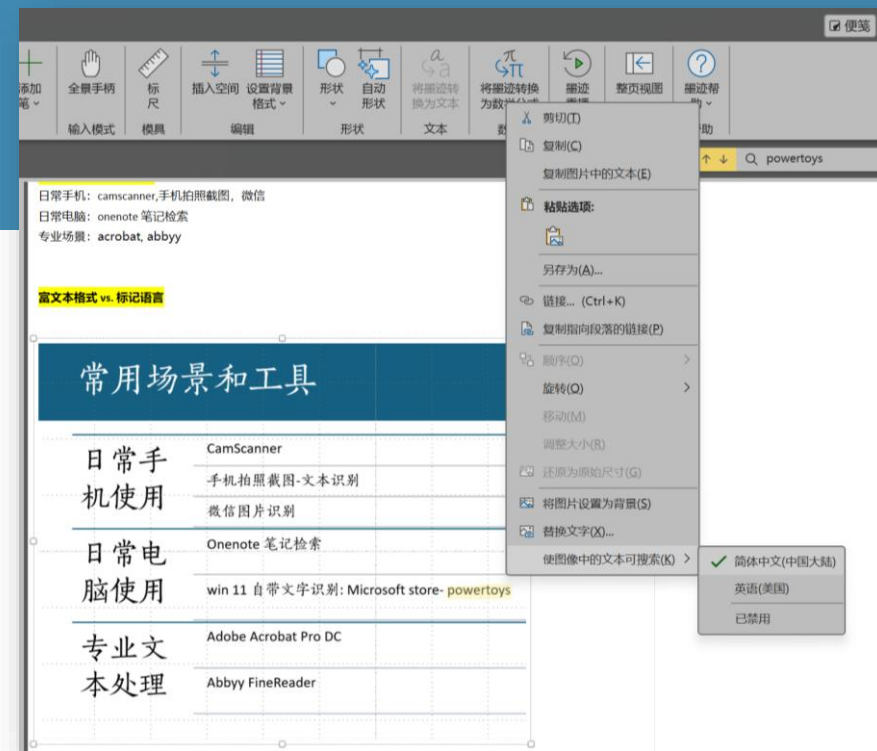 便笺
添加
笔
全景手柄
标
尺
插入空间
设置背景
格式
形状
自动
形状
将墨迹转
换为文本
将墨迹转换
为数学公式
墨迹
重播
整页视图
墨迹帮
助
输入模式
模具
编辑
形状
文本
数
助
powertoys
日常手机：camscanner,手机拍照截图，微信
日常电脑：onenote 笔记检索
专业场景：acrobat, abbyy
富文本格式 vs. 标记语言
常用场景和工具
日常手
机使用
CamScanner
手机拍照截图-文本识别
微信图片识别
日常电
脑使用
Onenote 笔记检索
win 11 自带文字识别: Microsoft store- powertoys
专业文
本处理
Adobe Acrobat Pro DC
Abbyy FineReader
剪切(T)
复制(C)
复制图片中的文本(E)
粘贴选项:
另存为(A)...
链接... (Ctrl+K)
复制指向段落的链接(P)
顺序(O)
旋转(O)
移动(M)
调整大小(R)
还原为原始尺寸(G)
将图片设置为背景(S)
替换文字(X)...
使图像中的文本可搜索(K)
简体中文(中国大陆)
英语(美国)
已禁用